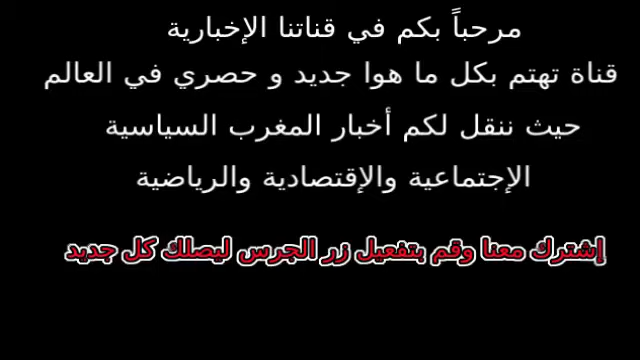 مرحباً بكم في قناتنا الإخبارية
قناة تهتم بكل ما هوا جديد و حصري في العالم
حيث ننقل لكم أخبار المغرب السياسية
الإجتماعية والإقتصادية والرياضية
إشترك معنا وقم بتفعيل زر الجرس ليصلك كل جديد